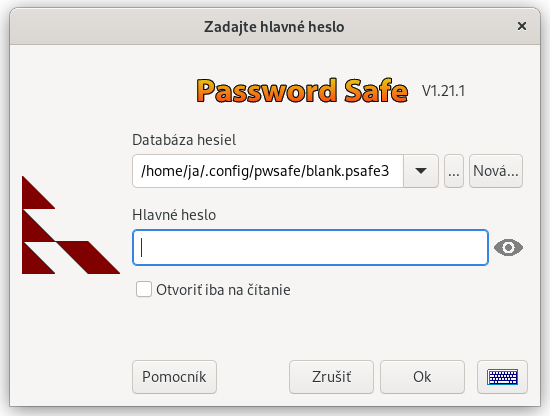 Zadajte hlavné heslo
Password Safe V1.21.1
Databáza hesiel
/home/ja/.config/pwsafe/blank.psafe3 ... Nová...
Hlavné heslo
Otvoriť iba na čítanie
Pomocník Zrušiť Ok